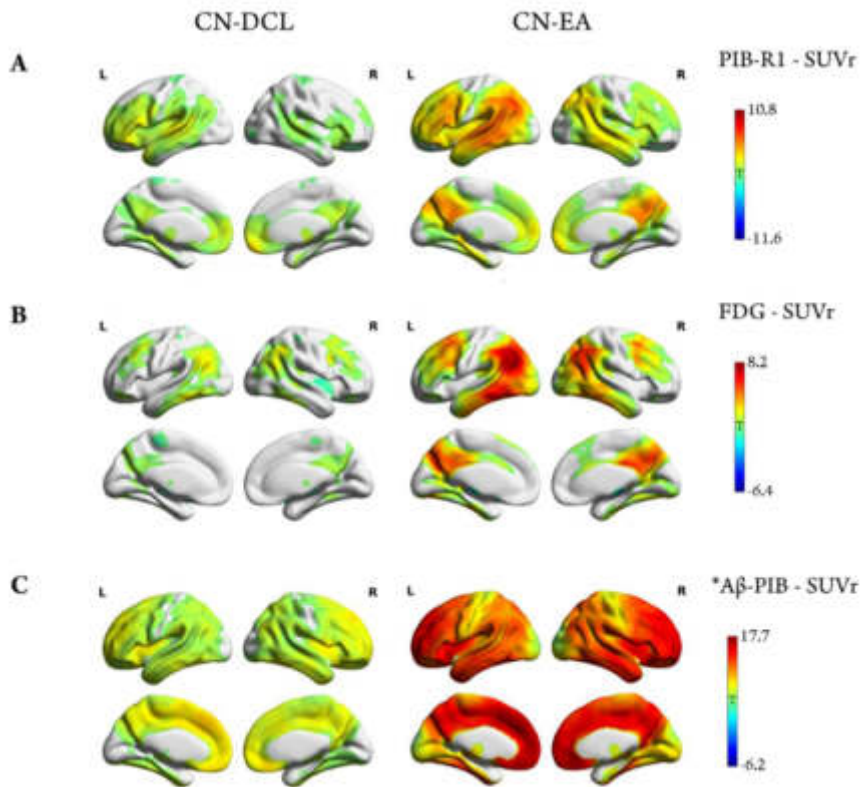 CN-DCL CN-EA
A L R L R PIB-R1 - SUVr
10.8
-11.6
B L R L R FDG - SUVr
8.2
-6.4
C L R L R *Aβ-PIB - SUVr
17.7
-6.2